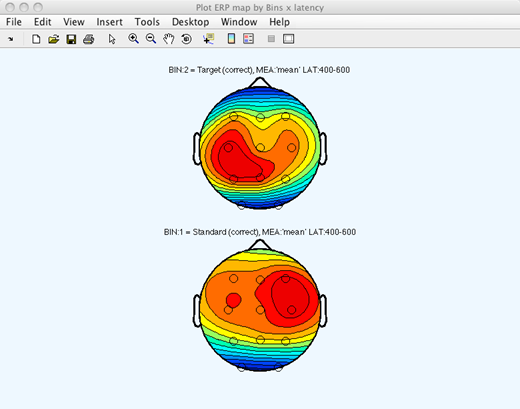 Plot ERP map by Bins x latency
File Edit View Insert Tools Desktop Window Help
BIN:2 = Target (correct), MEA:'mean' LAT:400-600
BIN:1 = Standard (correct), MEA:'mean' LAT:400-600